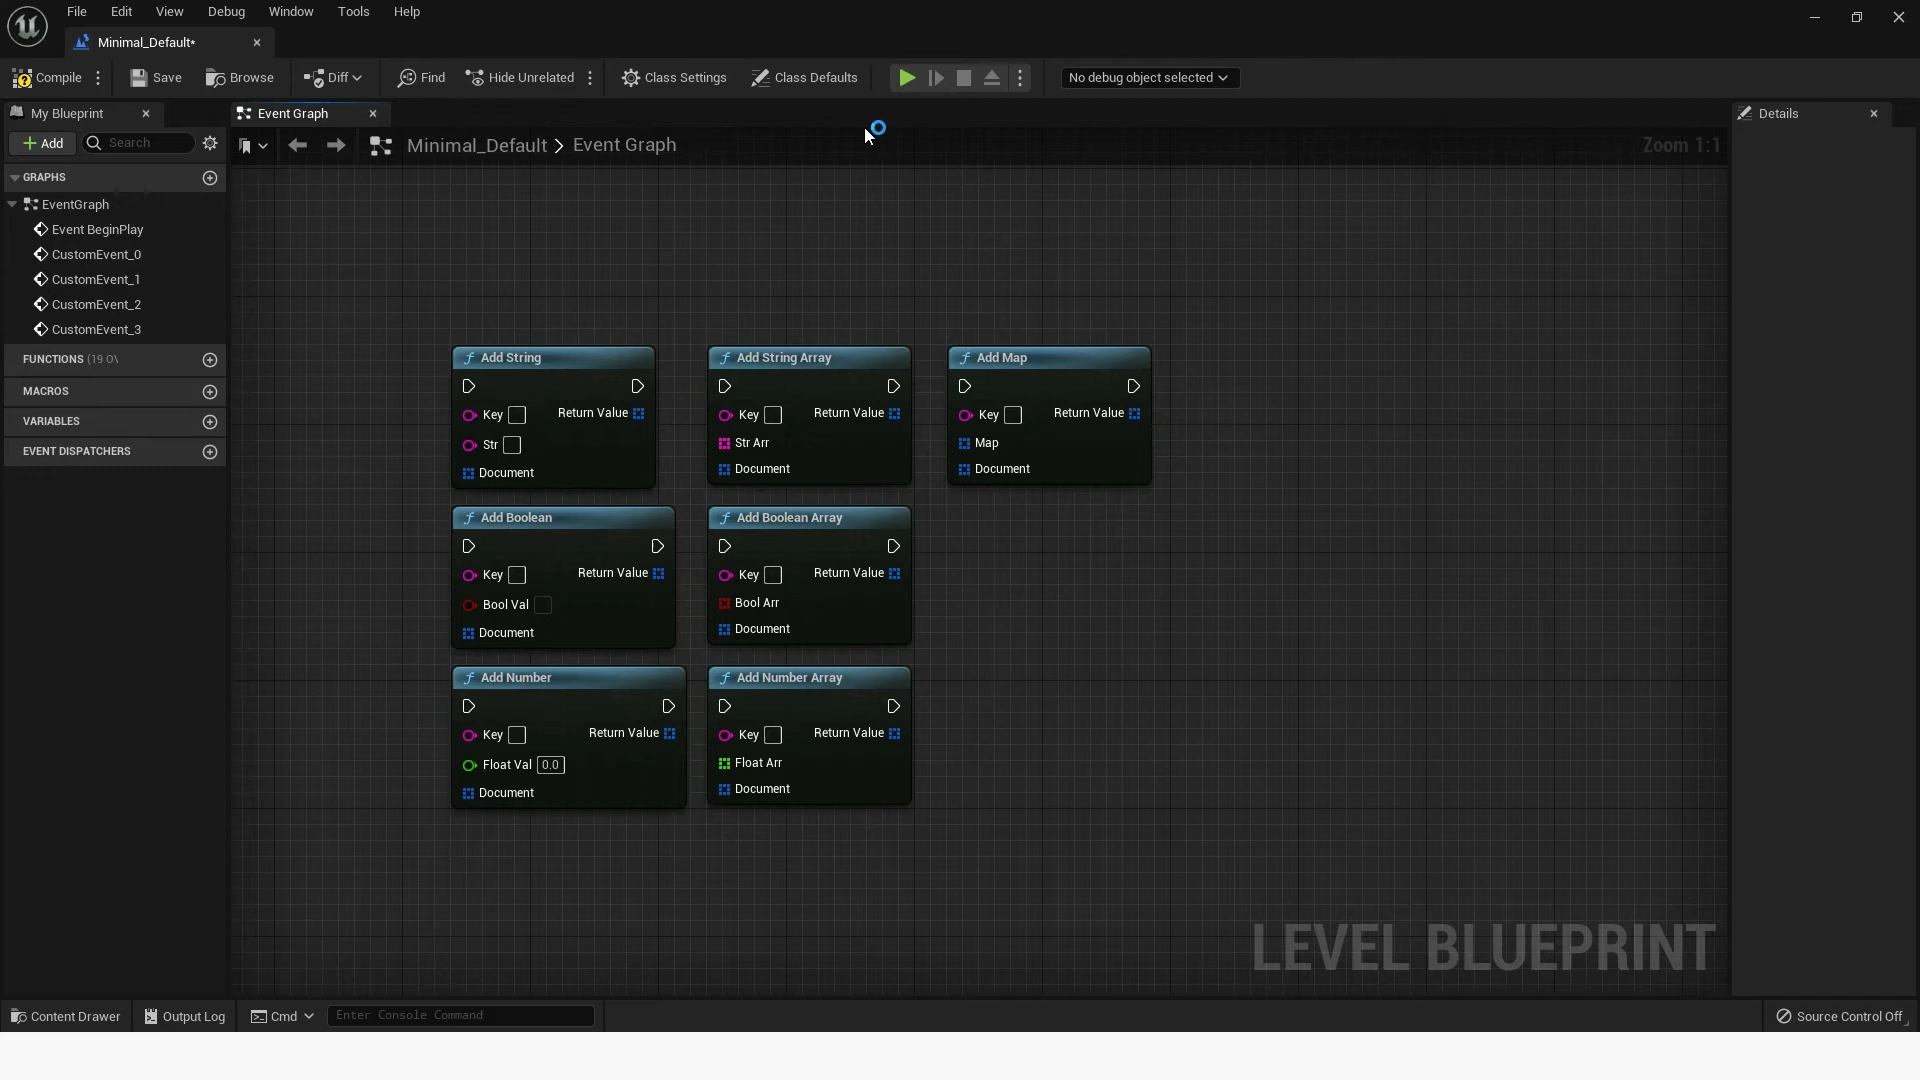 File Edit View Debug Window Tools Help
Minimal_Default*
Compile Save Browse Diff Find Hide Unrelated Class Settings Class Defaults No debug object selected
My Blueprint Event Graph Details
Add Search Minimal_Default > Event Graph Zoom 1:1
GRAPHS
EventGraph
Event BeginPlay
CustomEvent_0
CustomEvent_1
CustomEvent_2
CustomEvent_3
FUNCTIONS (19 OV
MACROS
VARIABLES
EVENT DISPATCHERS
Add String
Key Return Value
Str
Document
Add String Array
Key Return Value
Str Arr
Document
Add Map
Key Return Value
Map
Document
Add Boolean
Key Return Value
Bool Val
Document
Add Boolean Array
Key Return Value
Bool Arr
Document
Add Number
Key Return Value
Float Val 0.0
Document
Add Number Array
Key Return Value
Float Arr
Document
LEVEL BLUEPRINT
Content Drawer Output Log Cmd Enter Console Command Source Control Off